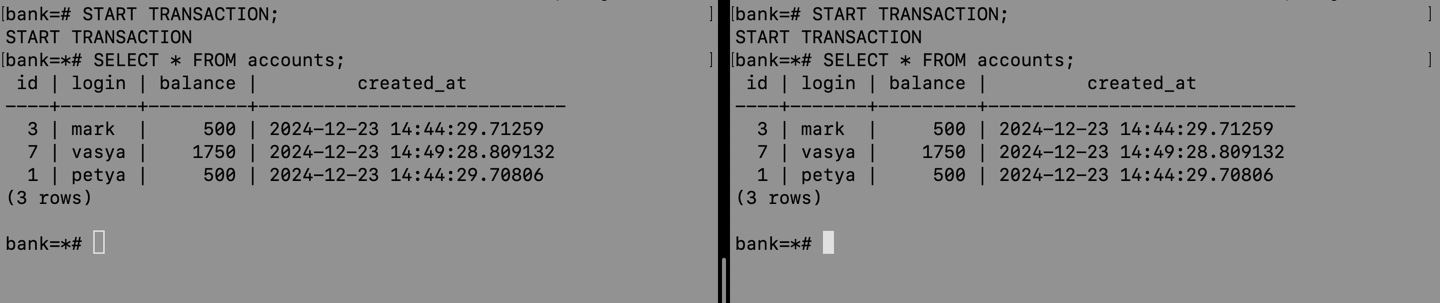 [bank=# START TRANSACTION; ]
START TRANSACTION
[bank=*# SELECT * FROM accounts; ]
 id | login | balance |         created_at
----+-------+---------+----------------------------
  3 | mark  |     500 | 2024-12-23 14:44:29.71259
  7 | vasya |    1750 | 2024-12-23 14:49:28.809132
  1 | petya |     500 | 2024-12-23 14:44:29.70806
(3 rows)
bank=*#
[bank=# START TRANSACTION; ]
START TRANSACTION
[bank=*# SELECT * FROM accounts; ]
 id | login | balance |         created_at
----+-------+---------+----------------------------
  3 | mark  |     500 | 2024-12-23 14:44:29.71259
  7 | vasya |    1750 | 2024-12-23 14:49:28.809132
  1 | petya |     500 | 2024-12-23 14:44:29.70806
(3 rows)
bank=*#